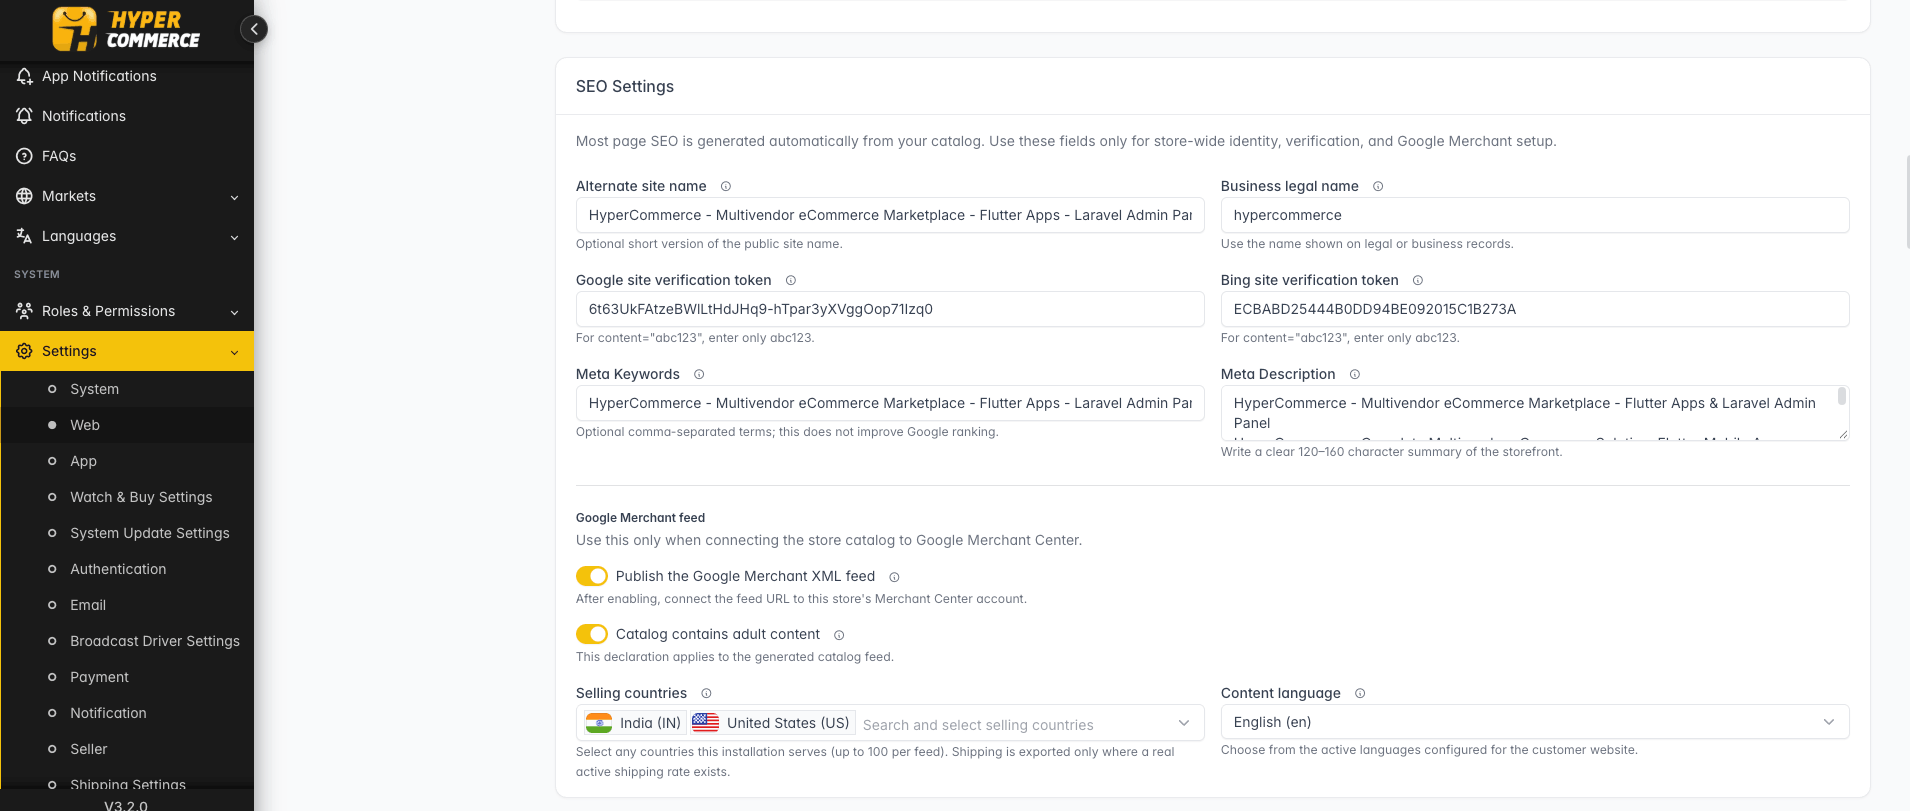 HYPER
COMMERCE
App Notifications
Notifications
FAQs
Markets
Languages
SYSTEM
Roles & Permissions
Settings
System
Web
App
Watch & Buy Settings
System Update Settings
Authentication
Email
Broadcast Driver Settings
Payment
Notification
Seller
Shipping Settings
V3.2.0
SEO Settings
Most page SEO is generated automatically from your catalog. Use these fields only for store-wide identity, verification, and Google Merchant setup.
Alternate site name
HyperCommerce - Multivendor eCommerce Marketplace - Flutter Apps - Laravel Admin Par
Optional short version of the public site name.
Business legal name
hypercommerce
Use the name shown on legal or business records.
Google site verification token
6t63UkFAtzeBWlLtHdJHq9-hTpar3yXVggOop71lzq0
For content="abc123", enter only abc123.
Bing site verification token
ECBABD25444B0DD94BE092015C1B273A
For content="abc123", enter only abc123.
Meta Keywords
HyperCommerce - Multivendor eCommerce Marketplace - Flutter Apps - Laravel Admin Par
Optional comma-separated terms; this does not improve Google ranking.
Meta Description
HyperCommerce - Multivendor eCommerce Marketplace - Flutter Apps & Laravel Admin
Panel
Write a clear 120–160 character summary of the storefront.
Google Merchant feed
Use this only when connecting the store catalog to Google Merchant Center.
Publish the Google Merchant XML feed
After enabling, connect the feed URL to this store's Merchant Center account.
Catalog contains adult content
This declaration applies to the generated catalog feed.
Selling countries
India (IN) United States (US) Search and select selling countries
Select any countries this installation serves (up to 100 per feed). Shipping is exported only where a real
active shipping rate exists.
Content language
English (en)
Choose from the active languages configured for the customer website.